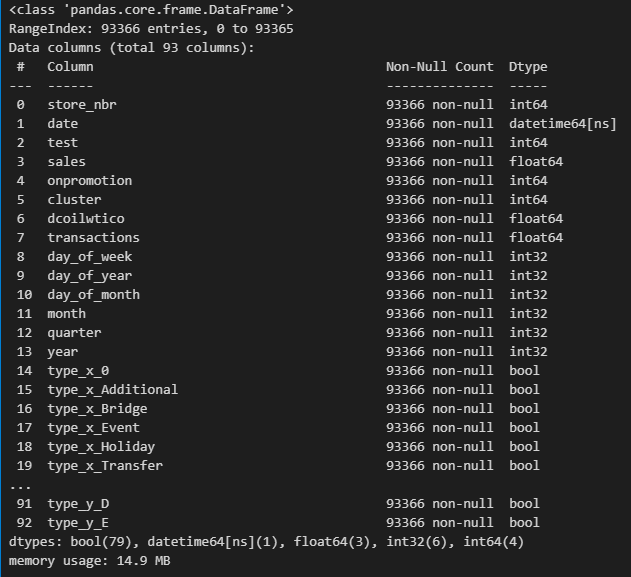 <class 'pandas.core.frame.DataFrame'>
RangeIndex: 93366 entries, 0 to 93365
Data columns (total 93 columns):
 #   Column                                    Non-Null Count  Dtype
---  ------                                    --------------  -----
 0   store_nbr                                 93366 non-null  int64
 1   date                                      93366 non-null  datetime64[ns]
 2   test                                      93366 non-null  int64
 3   sales                                     93366 non-null  float64
 4   onpromotion                               93366 non-null  int64
 5   cluster                                   93366 non-null  int64
 6   dcoilwtico                                93366 non-null  float64
 7   transactions                              93366 non-null  float64
 8   day_of_week                               93366 non-null  int32
 9   day_of_year                               93366 non-null  int32
 10  day_of_month                              93366 non-null  int32
 11  month                                     93366 non-null  int32
 12  quarter                                   93366 non-null  int32
 13  year                                      93366 non-null  int32
 14  type_x_0                                  93366 non-null  bool
 15  type_x_Additional                         93366 non-null  bool
 16  type_x_Bridge                             93366 non-null  bool
 17  type_x_Event                              93366 non-null  bool
 18  type_x_Holiday                            93366 non-null  bool
 19  type_x_Transfer                           93366 non-null  bool
...
 91  type_y_D                                  93366 non-null  bool
 92  type_y_E                                  93366 non-null  bool
dtypes: bool(79), datetime64[ns](1), float64(3), int32(6), int64(4)
memory usage: 14.9 MB